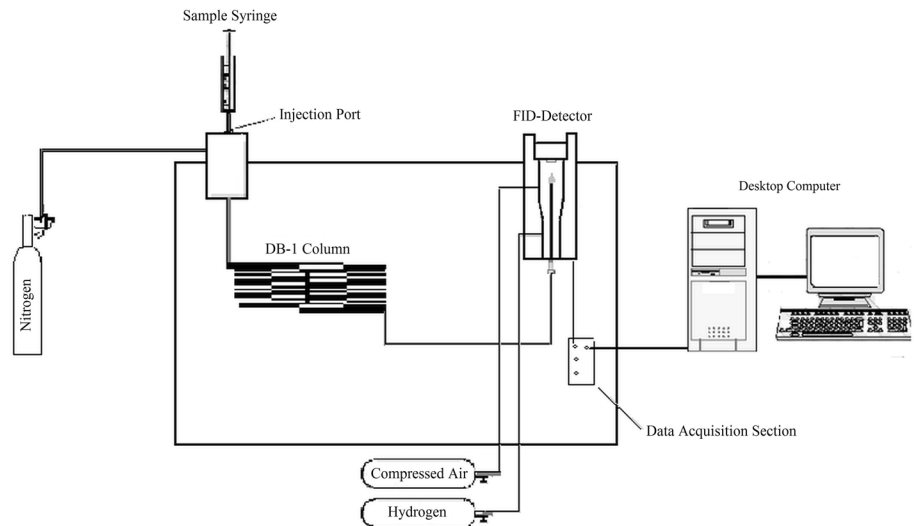 Sample Syringe
Injection Port
FID-Detector
Desktop Computer
DB-1 Column
Nitrogen
Data Acquisition Section
Compressed Air
Hydrogen